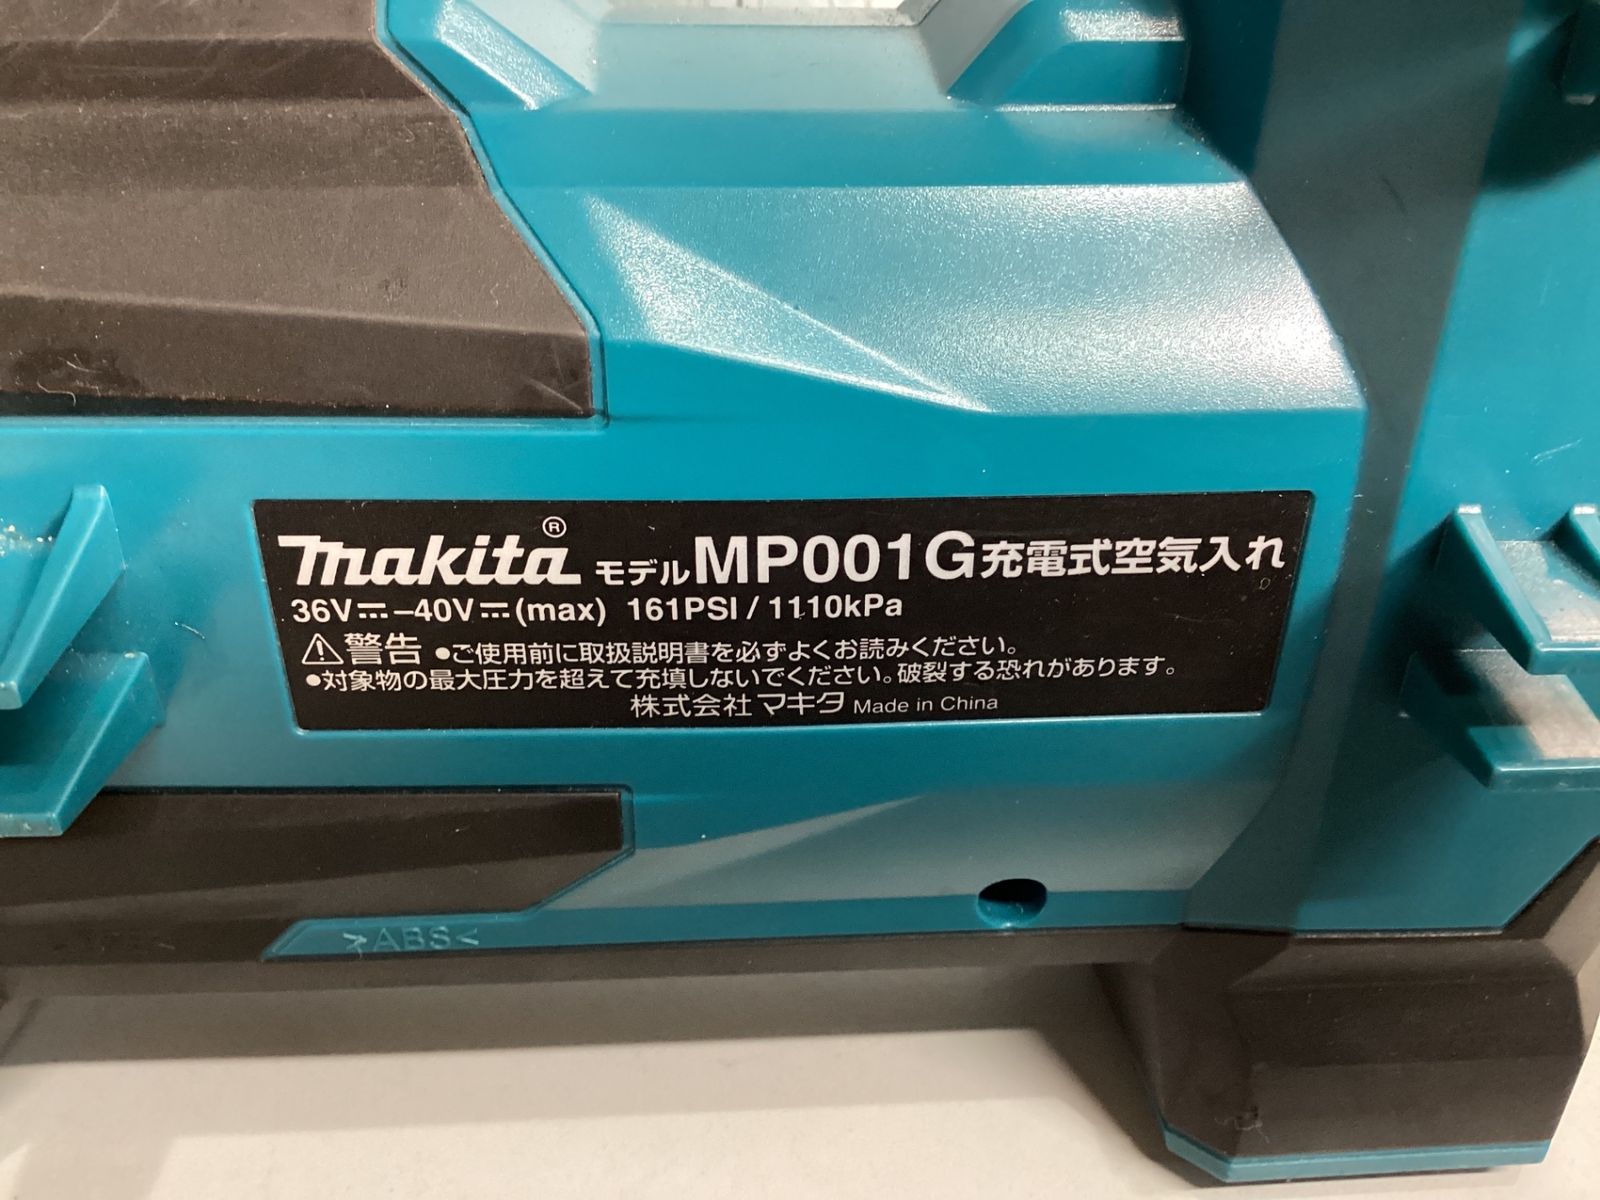 makita® モデルMP001G充電式空気入れ
36V⎓–40V⎓(max) 161PSI / 1110kPa
⚠警告 ●ご使用前に取扱説明書を必ずよくお読みください。
●対象物の最大圧力を超えて充填しないでください。破裂する恐れがあります。
株式会社マキタ Made in China
>ABS<